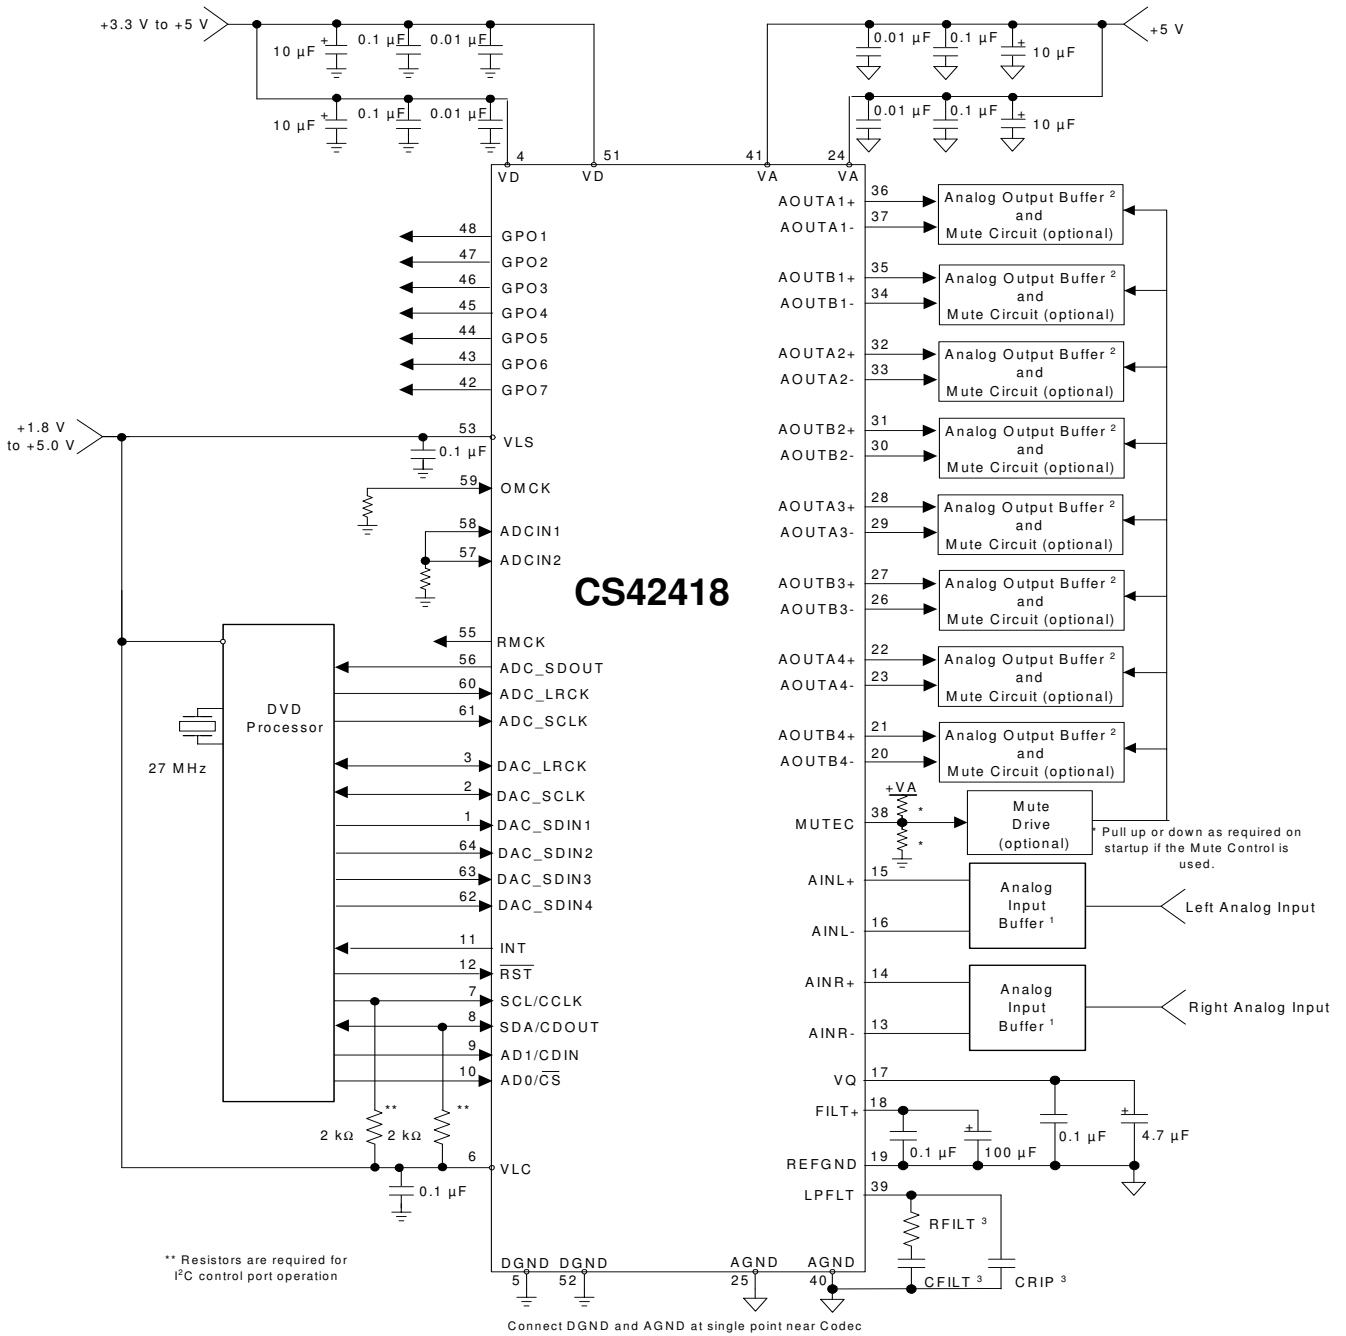 +3.3 V to +5 V
10 µF
+
0.1 µF
0.01 µF
10 µF
+
0.1 µF
0.01 µF
0.01 µF
0.1 µF
+
10 µF
+5 V
0.01 µF
0.1 µF
+
10 µF
4
51
41
24
VD
VD
VA
VA
48
GPO1
47
GPO2
46
GPO3
45
GPO4
44
GPO5
43
GPO6
42
GPO7
+1.8 V
to +5.0 V
53
VLS
0.1 µF
59
OMCK
58
ADCIN1
57
ADCIN2
CS42418
55
RMCK
56
ADC_SDOUT
60
ADC_LRCK
61
ADC_SCLK
DVD
Processor
27 MHz
3
DAC_LRCK
2
DAC_SCLK
1
DAC_SDIN1
64
DAC_SDIN2
63
DAC_SDIN3
62
DAC_SDIN4
11
INT
12
RST
7
SCL/CCLK
8
SDA/CDOUT
9
AD1/CDIN
10
AD0/CS
**
**
2 kΩ
2 kΩ
6
VLC
0.1 µF
** Resistors are required for
I²C control port operation
DGND
DGND
5
52
AGND
AGND
25
40
Connect DGND and AGND at single point near Codec
AOUTA1+
36
AOUTA1-
37
Analog Output Buffer ²
and
Mute Circuit (optional)
AOUTB1+
35
AOUTB1-
34
Analog Output Buffer ²
and
Mute Circuit (optional)
AOUTA2+
32
AOUTA2-
33
Analog Output Buffer ²
and
Mute Circuit (optional)
AOUTB2+
31
AOUTB2-
30
Analog Output Buffer ²
and
Mute Circuit (optional)
AOUTA3+
28
AOUTA3-
29
Analog Output Buffer ²
and
Mute Circuit (optional)
AOUTB3+
27
AOUTB3-
26
Analog Output Buffer ²
and
Mute Circuit (optional)
AOUTA4+
22
AOUTA4-
23
Analog Output Buffer ²
and
Mute Circuit (optional)
AOUTB4+
21
AOUTB4-
20
Analog Output Buffer ²
and
Mute Circuit (optional)
+VA
*
*
MUTEC
38
Mute
Drive
(optional)
* Pull up or down as required on
startup if the Mute Control is
used.
AINL+
15
AINL-
16
Analog
Input
Buffer ¹
Left Analog Input
AINR+
14
AINR-
13
Analog
Input
Buffer ¹
Right Analog Input
VQ
17
FILT+
18
+
0.1 µF
100 µF
0.1 µF
+
4.7 µF
REFGND
19
LPFLT
39
RFILT ³
CFILT ³
CRIP ³